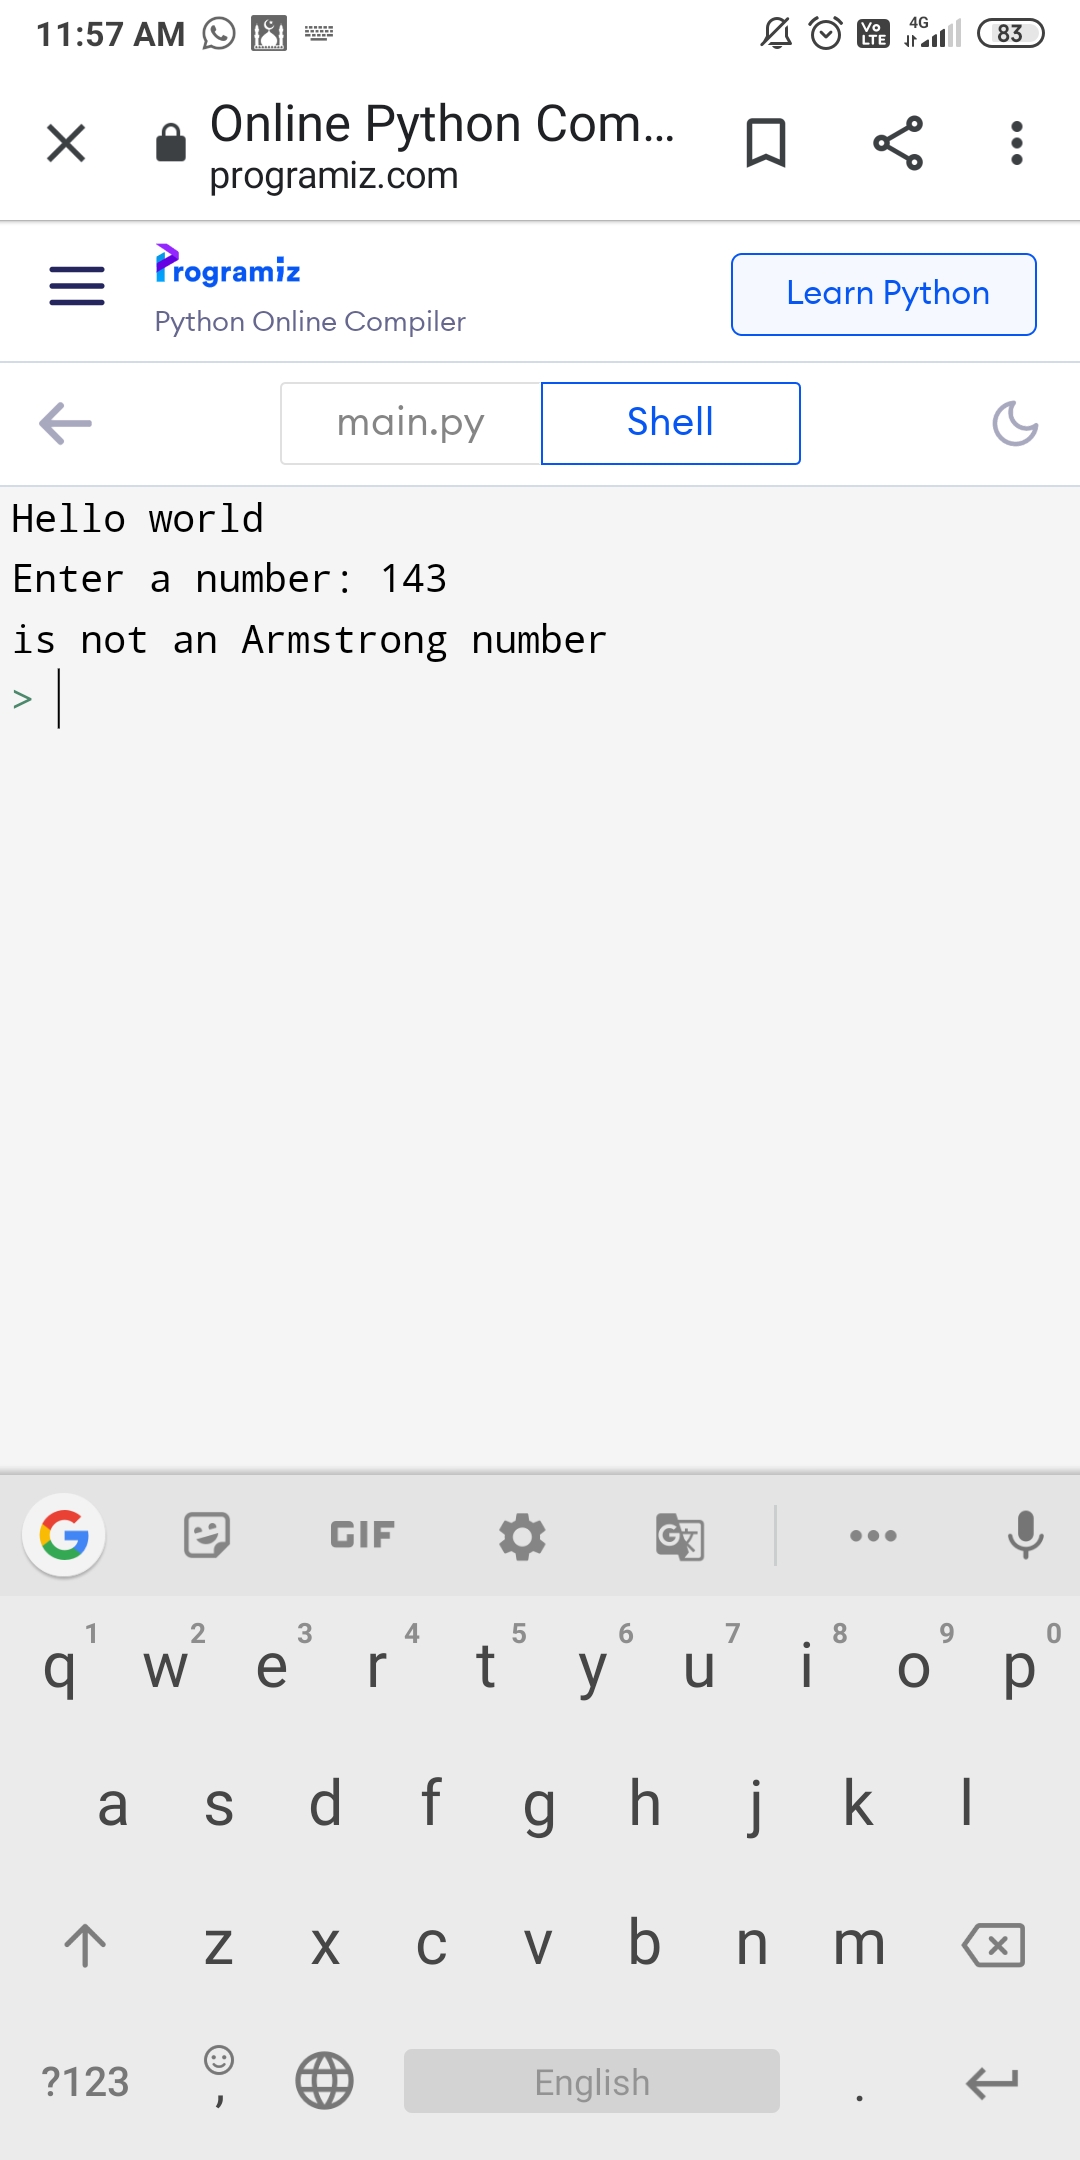 11:57 AM
4G
Vo
LTE
83
Online Python Com...
programiz.com
Programiz
Python Online Compiler
Learn Python
main.py
Shell
Hello world
Enter a number: 143
is not an Armstrong number
>
G
GIF
G文
1 2 3 4 5 6 7 8 9 0
q w e r t y u i o p
a s d f g h j k l
z x c v b n m
?123 , English .